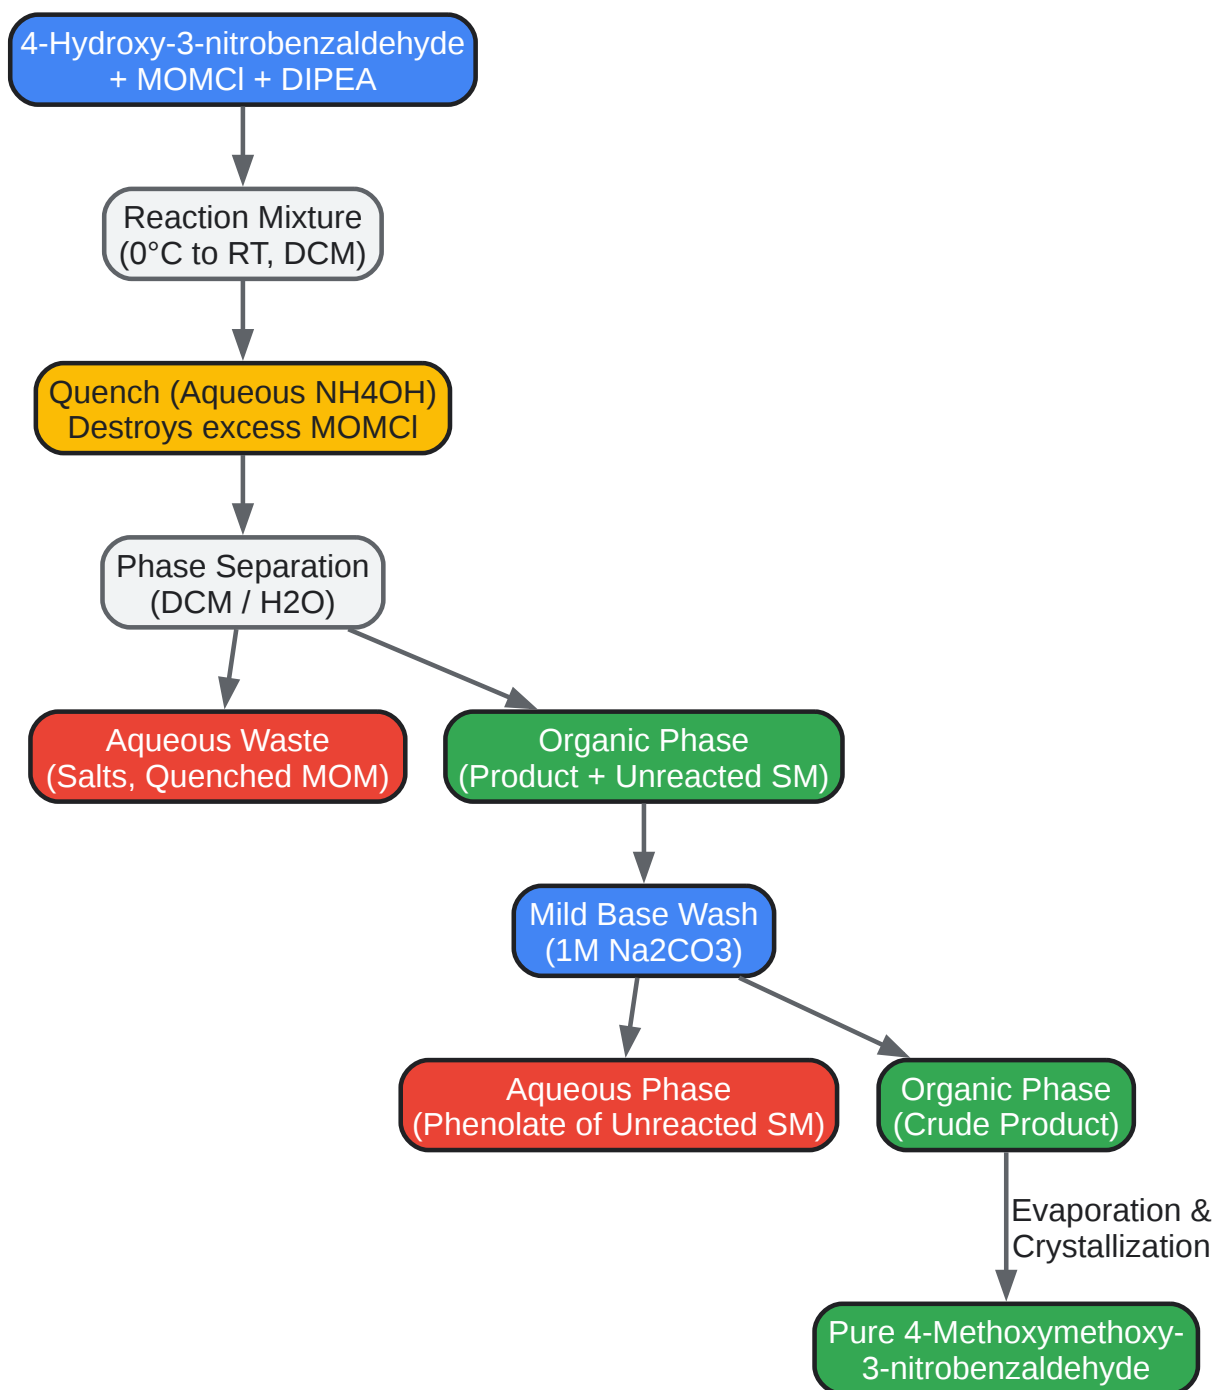 4-Hydroxy-3-nitrobenzaldehyde
+ MOMCl + DIPEA
Reaction Mixture
(0°C to RT, DCM)
Quench (Aqueous NH4OH)
Destroys excess MOMCl
Phase Separation
(DCM / H2O)
Aqueous Waste
(Salts, Quenched MOM)
Organic Phase
(Product + Unreacted SM)
Mild Base Wash
(1M Na2CO3)
Aqueous Phase
(Phenolate of Unreacted SM)
Organic Phase
(Crude Product)
Evaporation &
Crystallization
Pure 4-Methoxymethoxy-
3-nitrobenzaldehyde